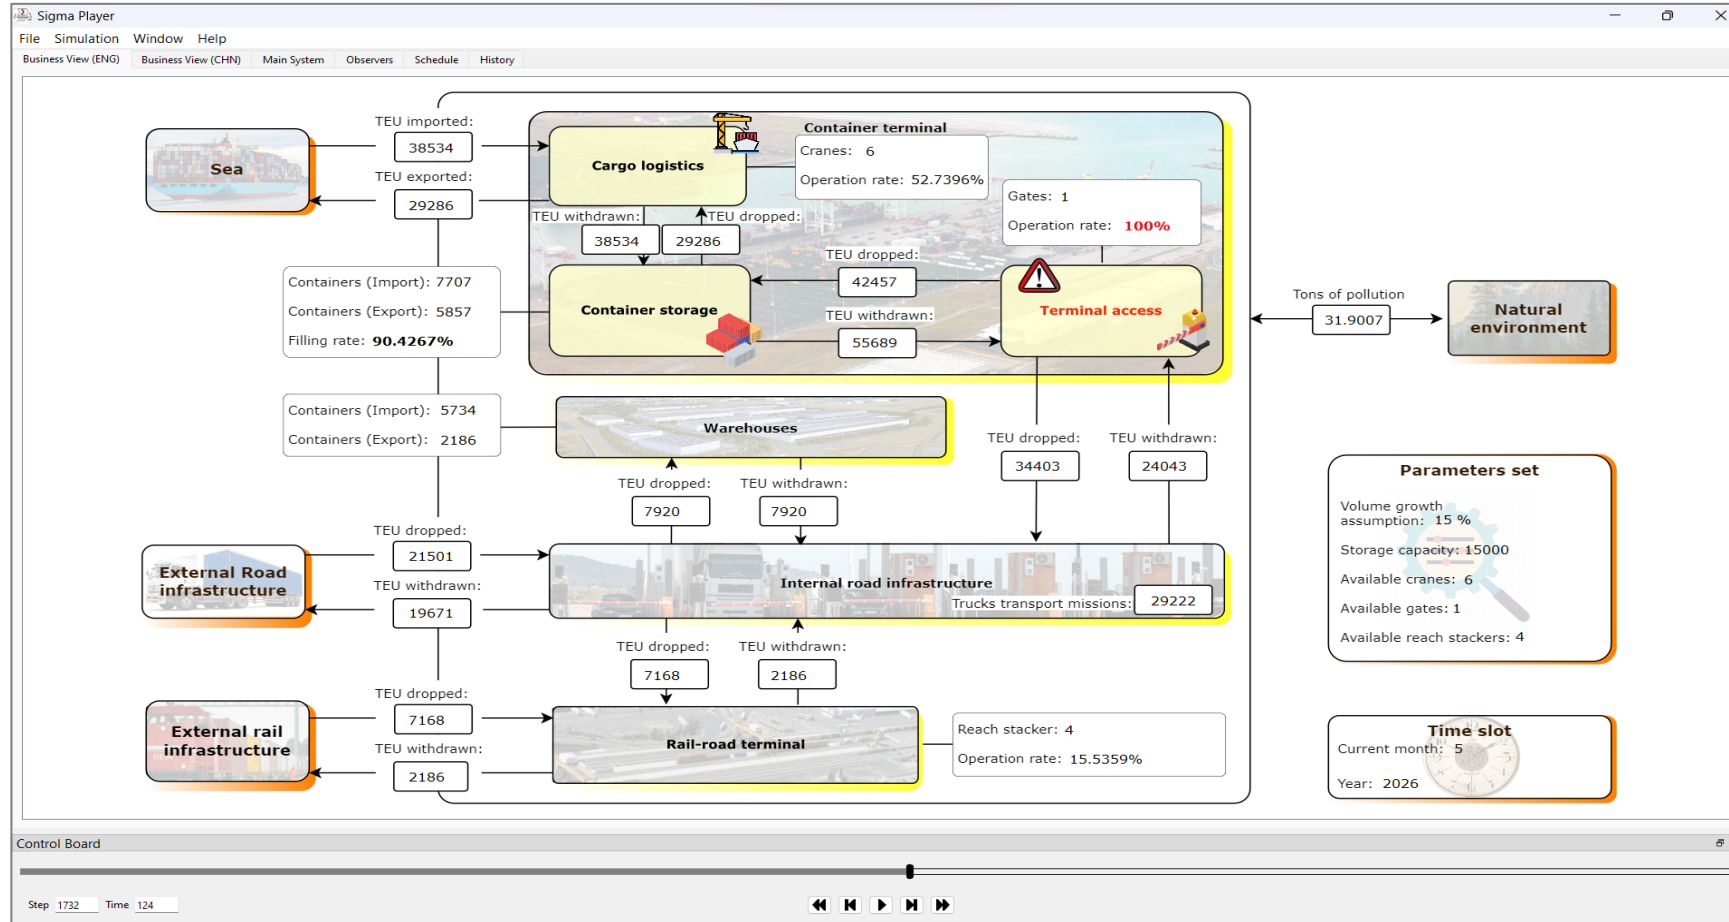 Sigma Player
File Simulation Window Help
Business View (ENG) Business View (CHN) Main System Observers Schedule History
Sea
TEU imported:
38534
TEU exported:
29286
Container terminal
Cargo logistics
Cranes: 6
Operation rate: 52.7396%
Gates: 1
Operation rate: 100%
TEU withdrawn:
38534
TEU dropped:
29286
Containers (Import): 7707
Containers (Export): 5857
Filling rate: 90.4267%
Container storage
TEU dropped:
42457
TEU withdrawn:
55689
Terminal access
Tons of pollution
31.9007
Natural
environment
Containers (Import): 5734
Containers (Export): 2186
Warehouses
TEU dropped:
7920
TEU withdrawn:
7920
TEU dropped:
34403
TEU withdrawn:
24043
External Road
infrastructure
TEU dropped:
21501
TEU withdrawn:
19671
Internal road infrastructure
Trucks transport missions: 29222
TEU dropped:
7168
TEU withdrawn:
2186
External rail
infrastructure
TEU dropped:
7168
TEU withdrawn:
2186
Rail-road terminal
Reach stacker: 4
Operation rate: 15.5359%
Parameters set
Volume growth
assumption: 15 %
Storage capacity: 15000
Available cranes: 6
Available gates: 1
Available reach stackers: 4
Time slot
Current month: 5
Year: 2026
Control Board
Step 1732 Time 124